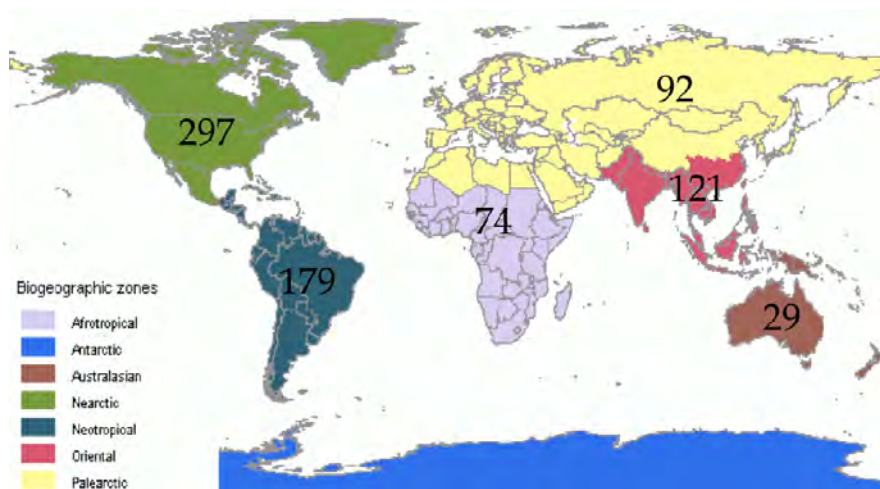 92
297
121
74
179
29
Biogeographic zones
Afrotropical
Antarctic
Australasian
Nearctic
Neotropical
Oriental
Palearctic